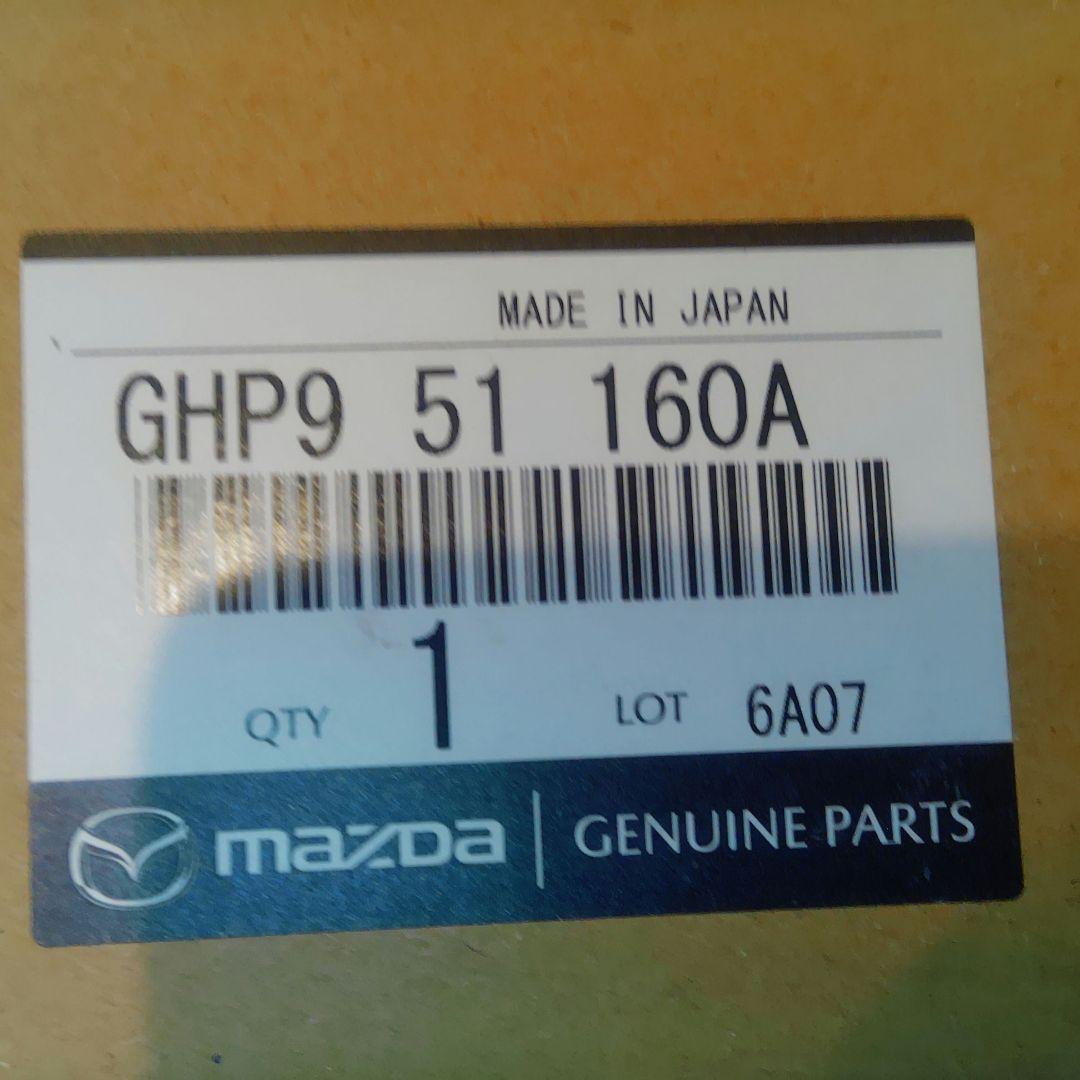 MADE IN JAPAN
GHP9 51 160A
QTY 1 LOT 6A07
mazda | GENUINE PARTS